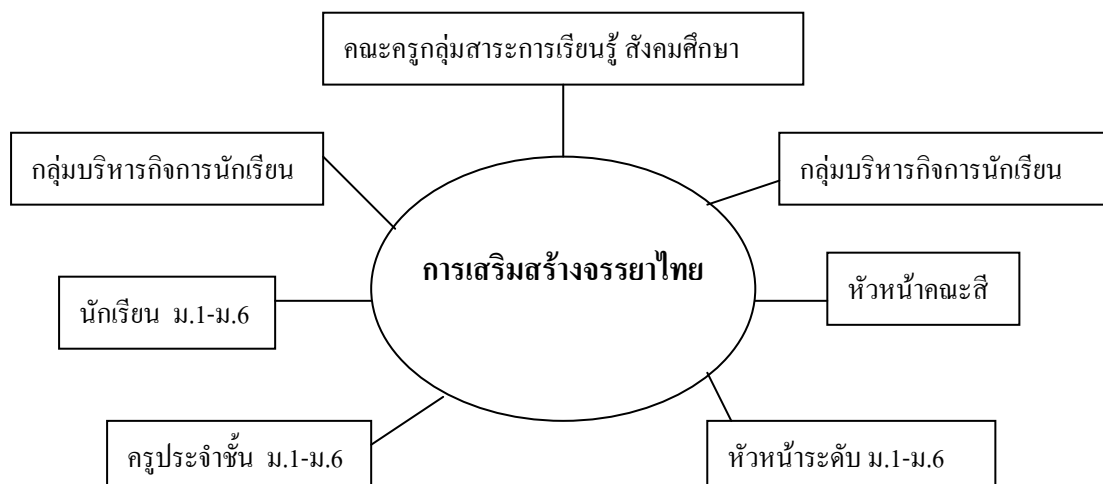 คณะครูกลุ่มสาระการเรียนรู้ สังคมศึกษา
กลุ่มบริหารกิจการนักเรียน
กลุ่มบริหารกิจการนักเรียน
การเสริมสร้างจรรยาไทย
นักเรียน ม.1-ม.6
หัวหน้าคณะสี
ครูประจำชั้น ม.1-ม.6
หัวหน้าระดับ ม.1-ม.6